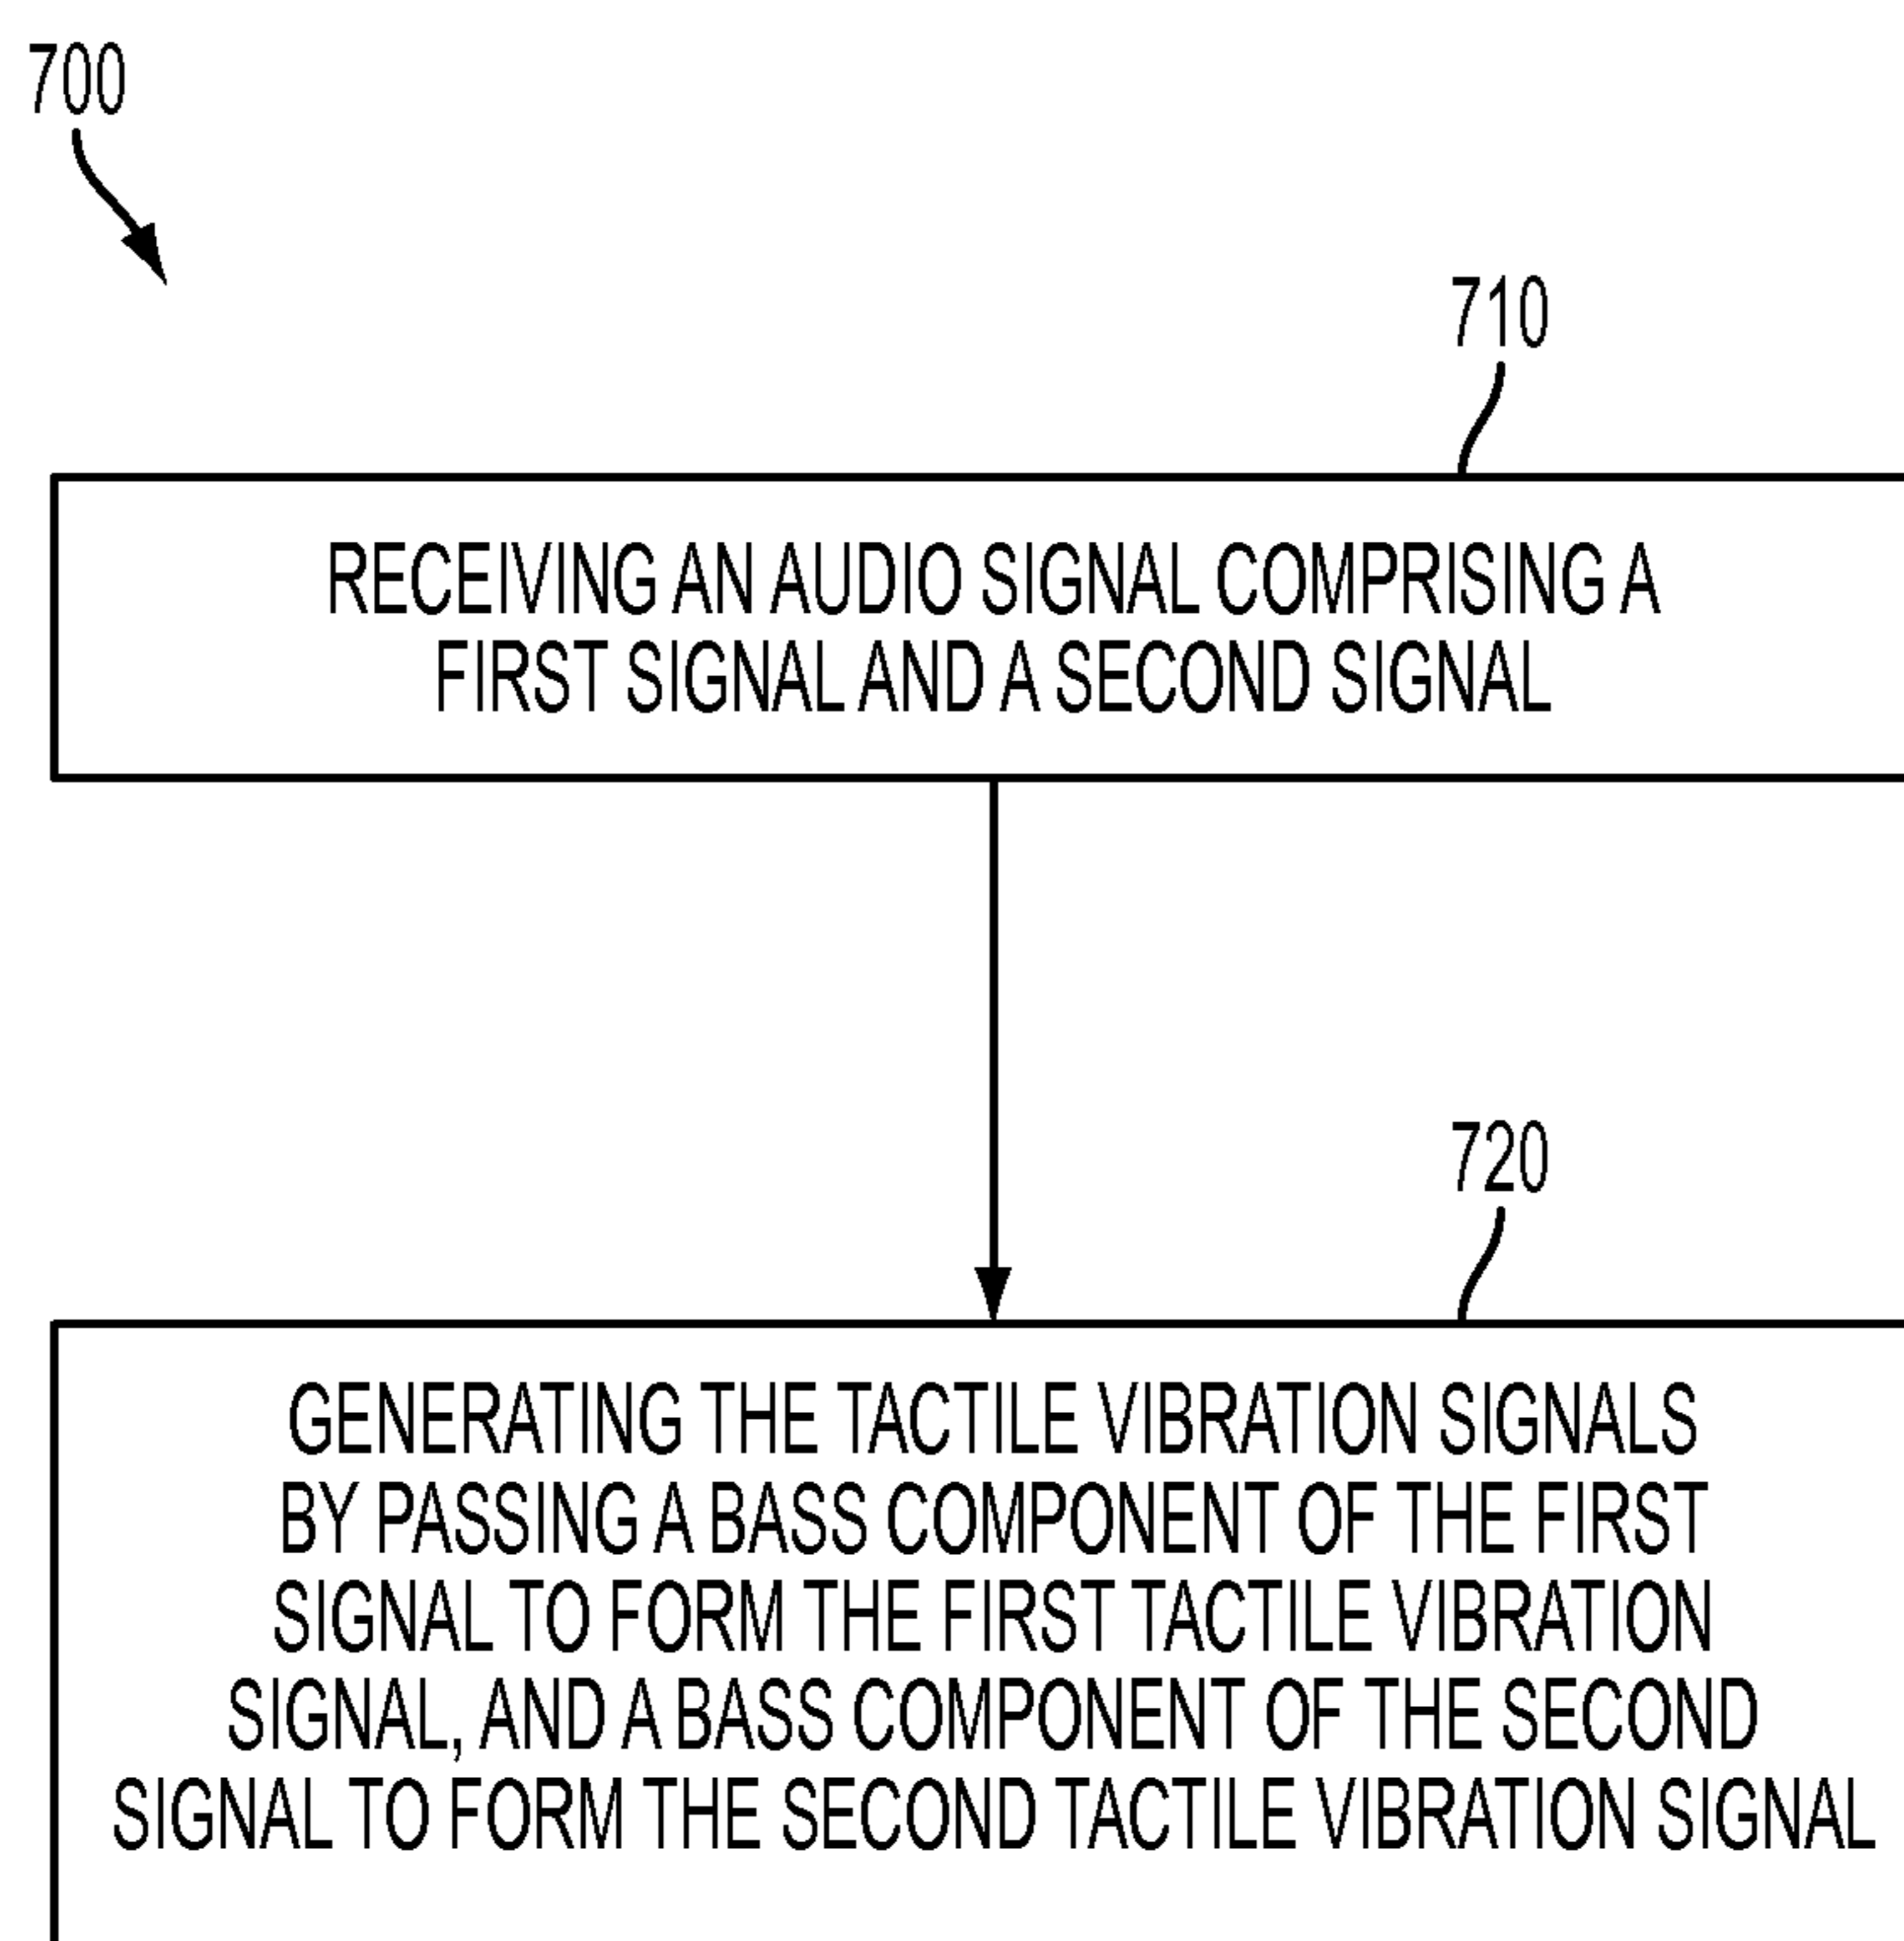 700
710
RECEIVING AN AUDIO SIGNAL COMPRISING A
FIRST SIGNAL AND A SECOND SIGNAL
720
GENERATING THE TACTILE VIBRATION SIGNALS
BY PASSING A BASS COMPONENT OF THE FIRST
SIGNAL TO FORM THE FIRST TACTILE VIBRATION
SIGNAL, AND A BASS COMPONENT OF THE SECOND
SIGNAL TO FORM THE SECOND TACTILE VIBRATION SIGNAL